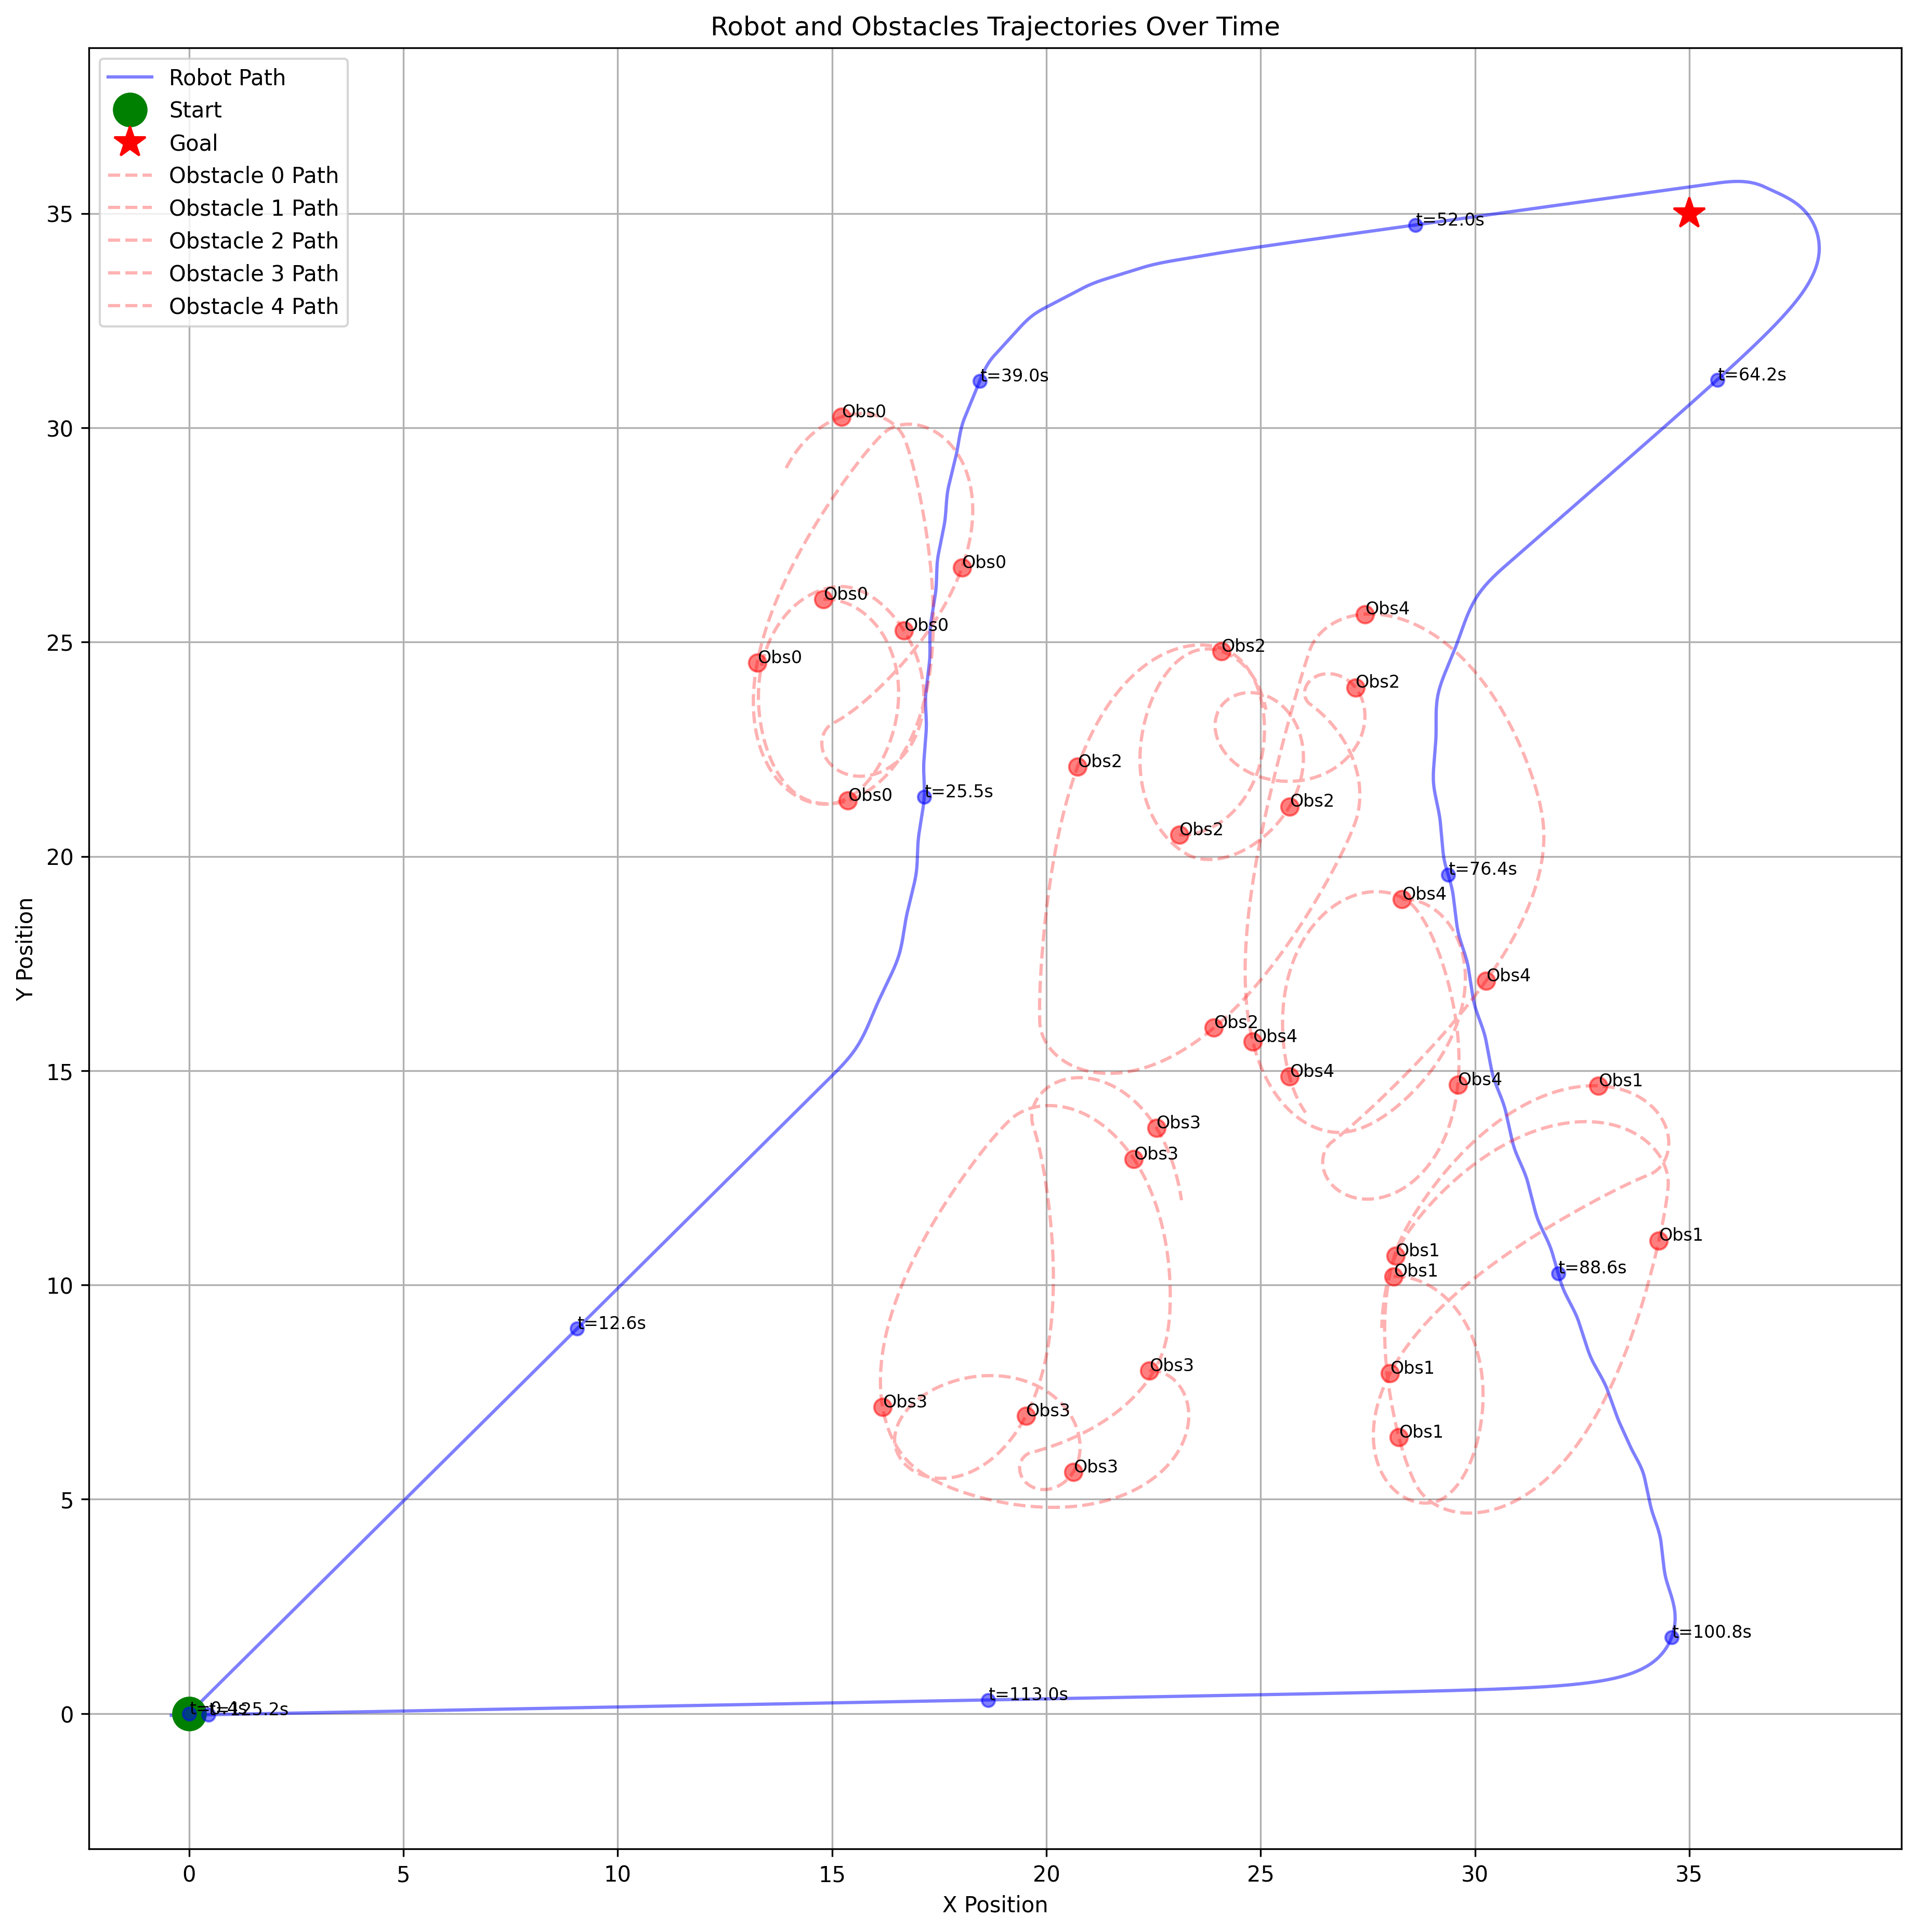 Robot and Obstacles Trajectories Over Time
Robot Path
Start
Goal
Obstacle 0 Path
Obstacle 1 Path
Obstacle 2 Path
Obstacle 3 Path
Obstacle 4 Path
35
30
25
20
15
10
5
0
Y Position
t=52.0s
t=39.0s
t=64.2s
Obs0
Obs0
Obs0
Obs0
Obs0
Obs0
t=25.5s
Obs4
Obs2
Obs2
Obs2
Obs2
Obs2
t=76.4s
Obs4
Obs4
Obs2
Obs4
Obs4
Obs4
Obs1
Obs3
Obs3
Obs1
Obs1
Obs1
t=88.6s
t=12.6s
Obs3
Obs1
Obs3
Obs3
Obs1
Obs3
t=100.8s
t=113.0s
t=0.4s
t=125.2s
0
5
10
15
20
25
30
35
X Position